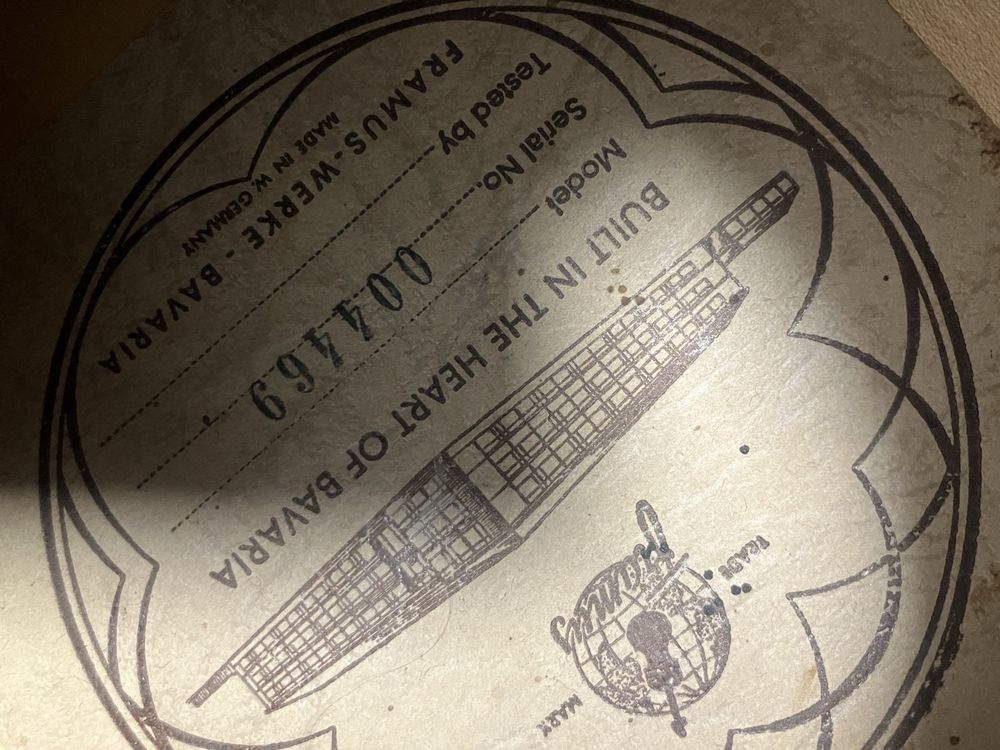 Framus
TRADE MARK
BUILT IN THE HEART OF BAVARIA
Model
Serial No. 004469
Tested by
FRAMUS - WERKE - BAVARIA
MADE IN W. GERMANY